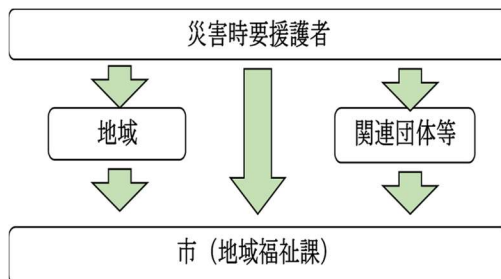 災害時要援護者
地域
関連団体等
市（地域福祉課）